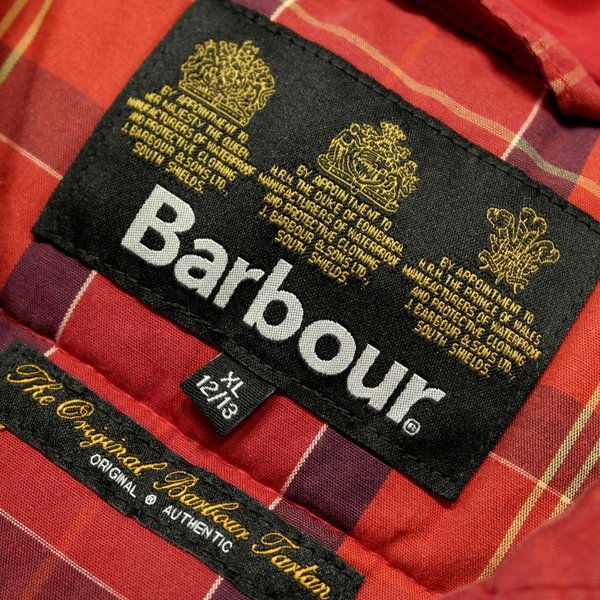 BY APPOINTMENT TO
HER MAJESTY, THE QUEEN
MANUFACTURERS OF WATERPROOF
AND PROTECTIVE CLOTHING
J. BARBOUR & SONS LTD
SOUTH SHIELDS.
BY APPOINTMENT TO
H.R.H. THE DUKE OF EDINBURGH
MANUFACTURERS OF WATERPROOF
AND PROTECTIVE CLOTHING
J. BARBOUR & SONS LTD
SOUTH SHIELDS.
BY APPOINTMENT TO
H.R.H. THE PRINCE OF WALES
MANUFACTURERS OF WATERPROOF
AND PROTECTIVE CLOTHING
J. BARBOUR & SONS LTD.
SOUTH SHIELDS.
Barbour®
XL
12/13
The Original Barbour Tartan
ORIGINAL ® AUTHENTIC